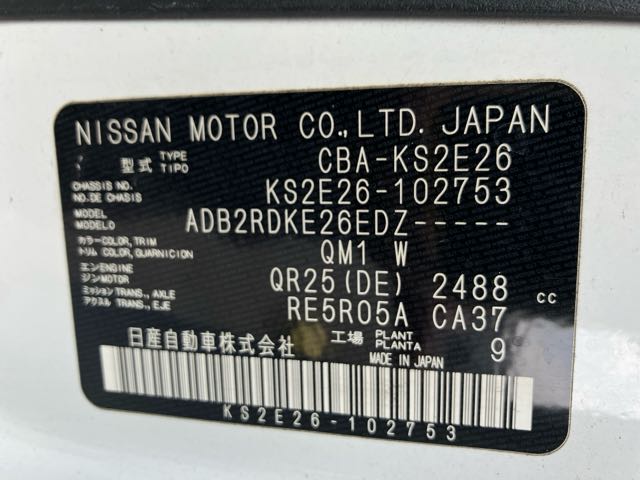 NISSAN MOTOR CO.,LTD. JAPAN
型式 TYPE TIPO CBA-KS2E26
CHASSIS NO. NO.DE CHASIS KS2E26-102753
MODEL MODELO ADB2RDKE26EDZ-----
カラー COLOR, TRIM トリム COLOR, GUARNICION QM1 W
エンジン ENGINE MOTOR QR25(DE) 2488 cc
ミッション TRANS., AXLE アクスル TRANS., EJE RE5R05A CA37
日産自動車株式会社 工場 PLANT PLANTA 9
MADE IN JAPAN
KS2E26-102753